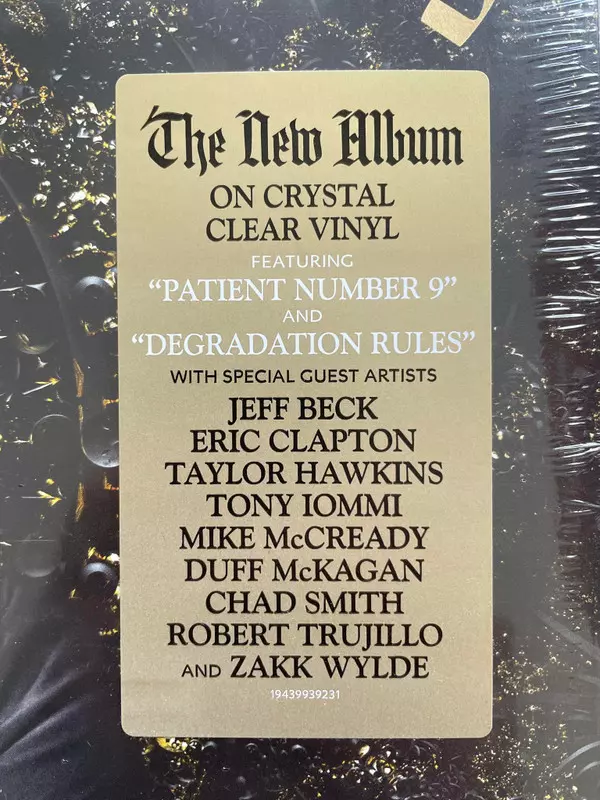 The New Album
ON CRYSTAL
CLEAR VINYL
FEATURING
“PATIENT NUMBER 9”
AND
“DEGRADATION RULES”
WITH SPECIAL GUEST ARTISTS
JEFF BECK
ERIC CLAPTON
TAYLOR HAWKINS
TONY IOMMI
MIKE McCREADY
DUFF McKAGAN
CHAD SMITH
ROBERT TRUJILLO
AND ZAKK WYLDE
19439939231